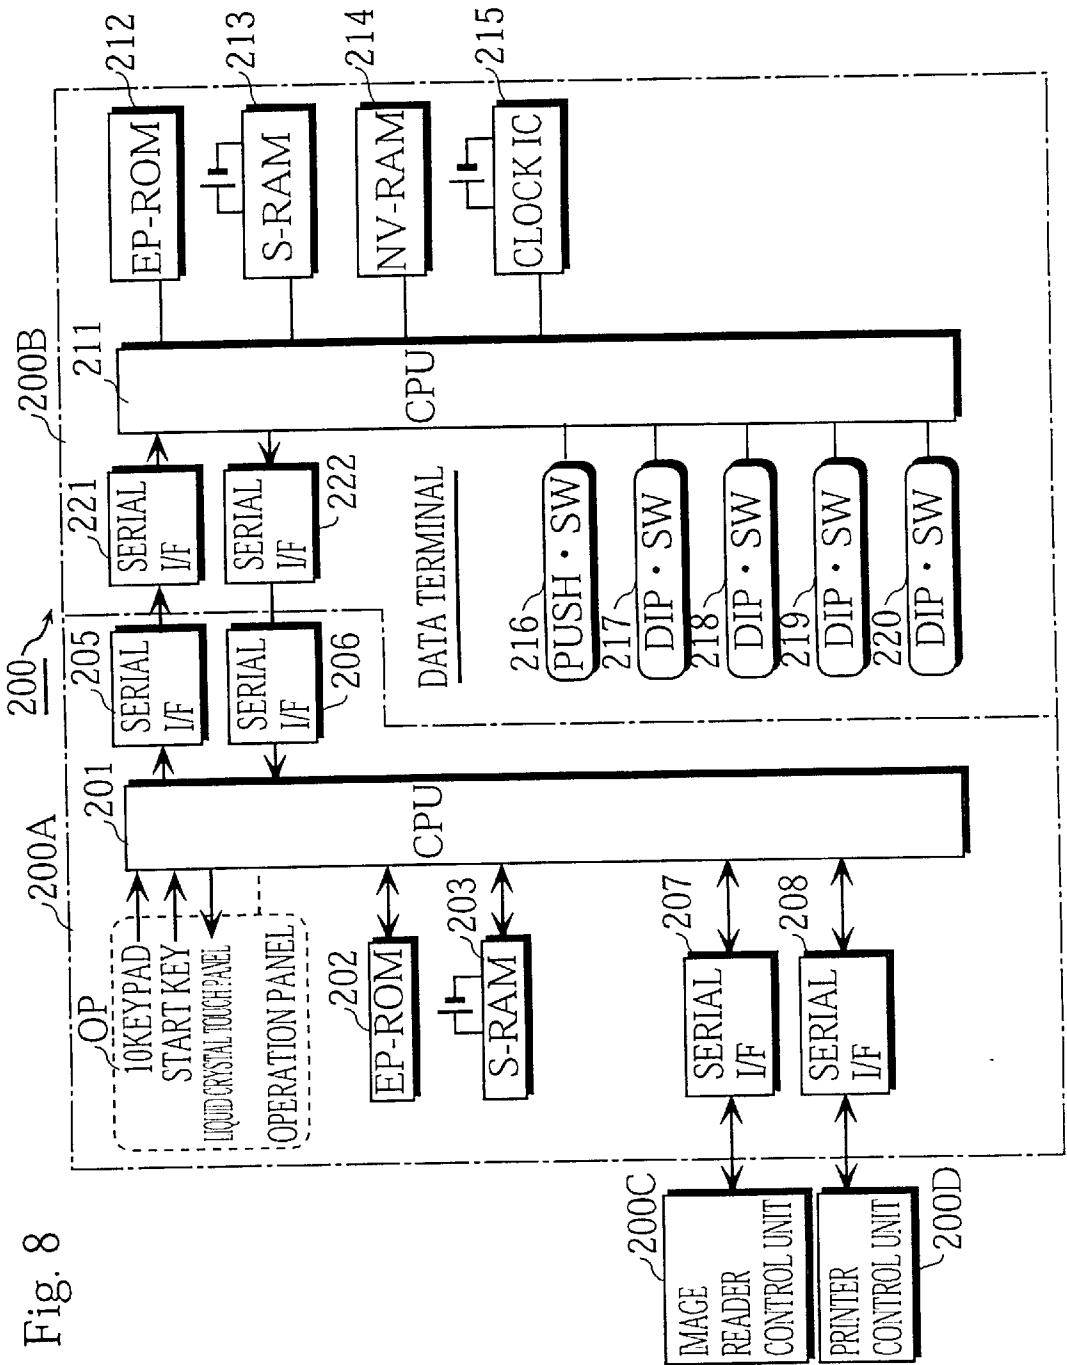 Fig. 8
200
200A
200B
OP
10KEYPAD
START KEY
LIQUID CRYSTAL TOUCH PANEL
OPERATION PANEL
201
CPU
202
EP-ROM
203
S-RAM
205
SERIAL
I/F
206
SERIAL
I/F
207
SERIAL
I/F
208
SERIAL
I/F
200C
IMAGE
READER
CONTROL UNIT
200D
PRINTER
CONTROL UNIT
221
SERIAL
I/F
222
SERIAL
I/F
DATA TERMINAL
211
CPU
212
EP-ROM
213
S-RAM
214
NV-RAM
215
CLOCK IC
216
PUSH・SW
217
DIP・SW
218
DIP・SW
219
DIP・SW
220
DIP・SW